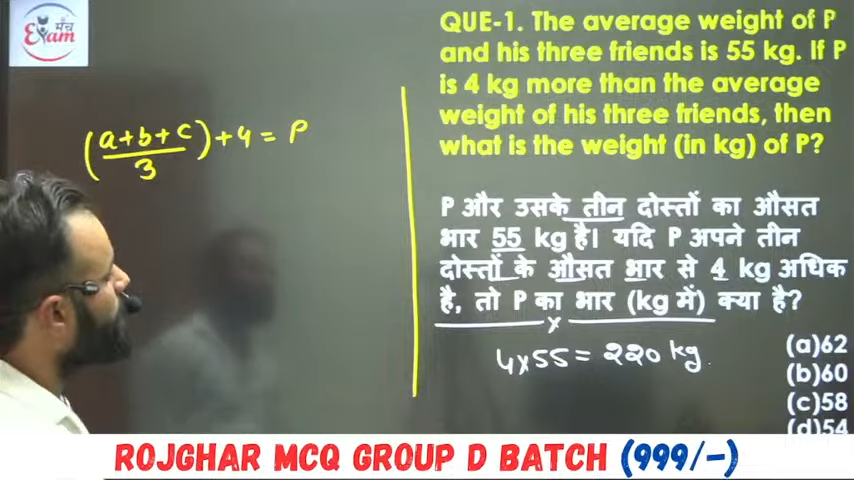 मंच
Exam
QUE-1. The average weight of P
and his three friends is 55 kg. If P
is 4 kg more than the average
weight of his three friends, then
what is the weight (in kg) of P?
(a+b+c/3)+4 = P
P और उसके तीन दोस्तों का औसत
भार 55 kg है। यदि P अपने तीन
दोस्तों के औसत भार से 4 kg अधिक
है, तो P का भार (kg में) क्या है?
4x55 = 220 kg.
(a)62
(b)60
(c)58
(d)54
ROJGHAR MCQ GROUP D BATCH (999/-)